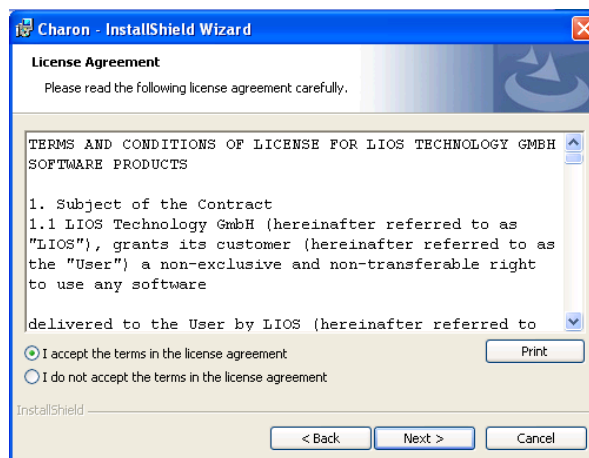 Charon - InstallShield Wizard
License Agreement
Please read the following license agreement carefully.
TERMS AND CONDITIONS OF LICENSE FOR LIOS TECHNOLOGY GMBH
SOFTWARE PRODUCTS
1. Subject of the Contract
1.1 LIOS Technology GmbH (hereinafter referred to as
"LIOS"), grants its customer (hereinafter referred to as
the "User") a non-exclusive and non-transferable right
to use any software
delivered to the User by LIOS (hereinafter referred to
I accept the terms in the license agreement
Print
I do not accept the terms in the license agreement
InstallShield
< Back
Next >
Cancel